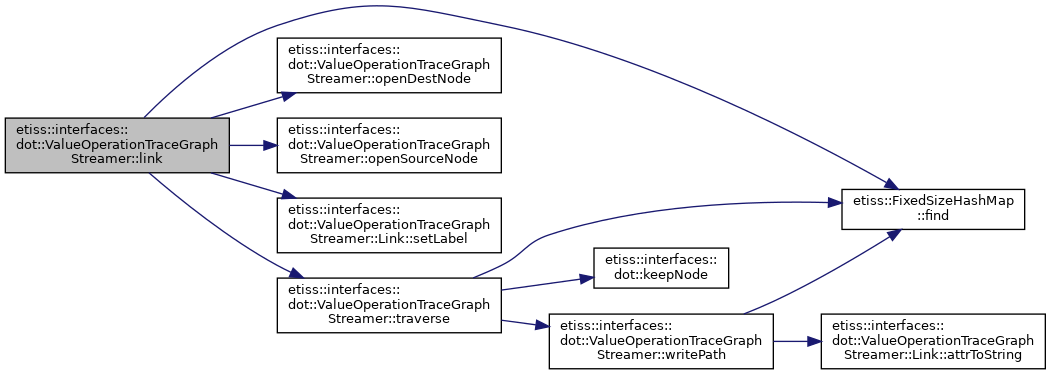 etiss::interfaces::
dot::ValueOperationTraceGraph
Streamer::link
etiss::interfaces::
dot::ValueOperationTraceGraph
Streamer::openDestNode
etiss::interfaces::
dot::ValueOperationTraceGraph
Streamer::openSourceNode
etiss::interfaces::
dot::ValueOperationTraceGraph
Streamer::Link::setLabel
etiss::interfaces::
dot::ValueOperationTraceGraph
Streamer::traverse
etiss::FixedSizeHashMap
::find
etiss::interfaces::
dot::keepNode
etiss::interfaces::
dot::ValueOperationTraceGraph
Streamer::writePath
etiss::interfaces::
dot::ValueOperationTraceGraph
Streamer::Link::attrToString